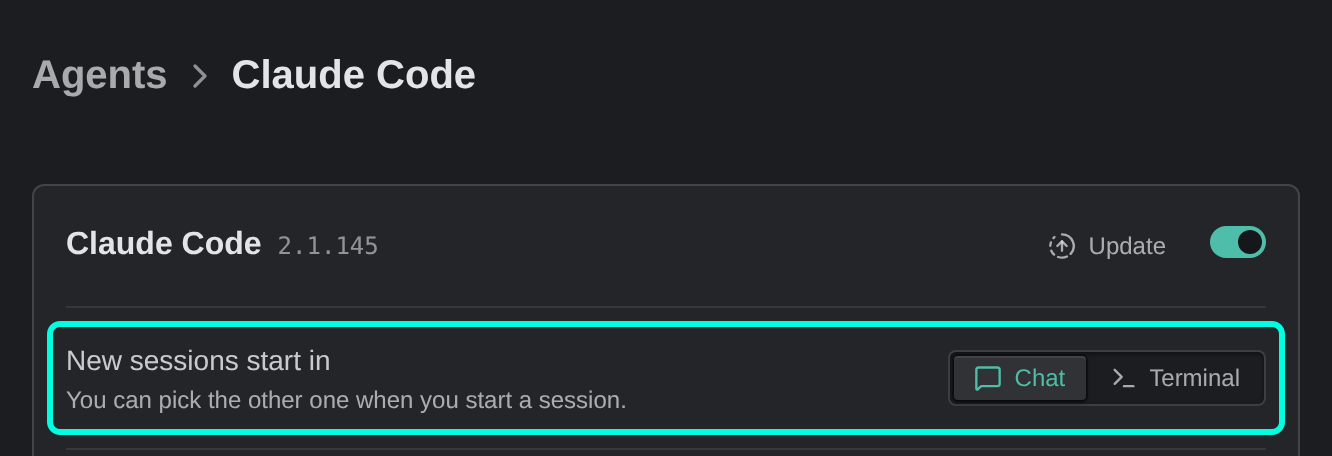 Agents > Claude Code
Claude Code 2.1.145 Update
New sessions start in
You can pick the other one when you start a session.
Chat Terminal